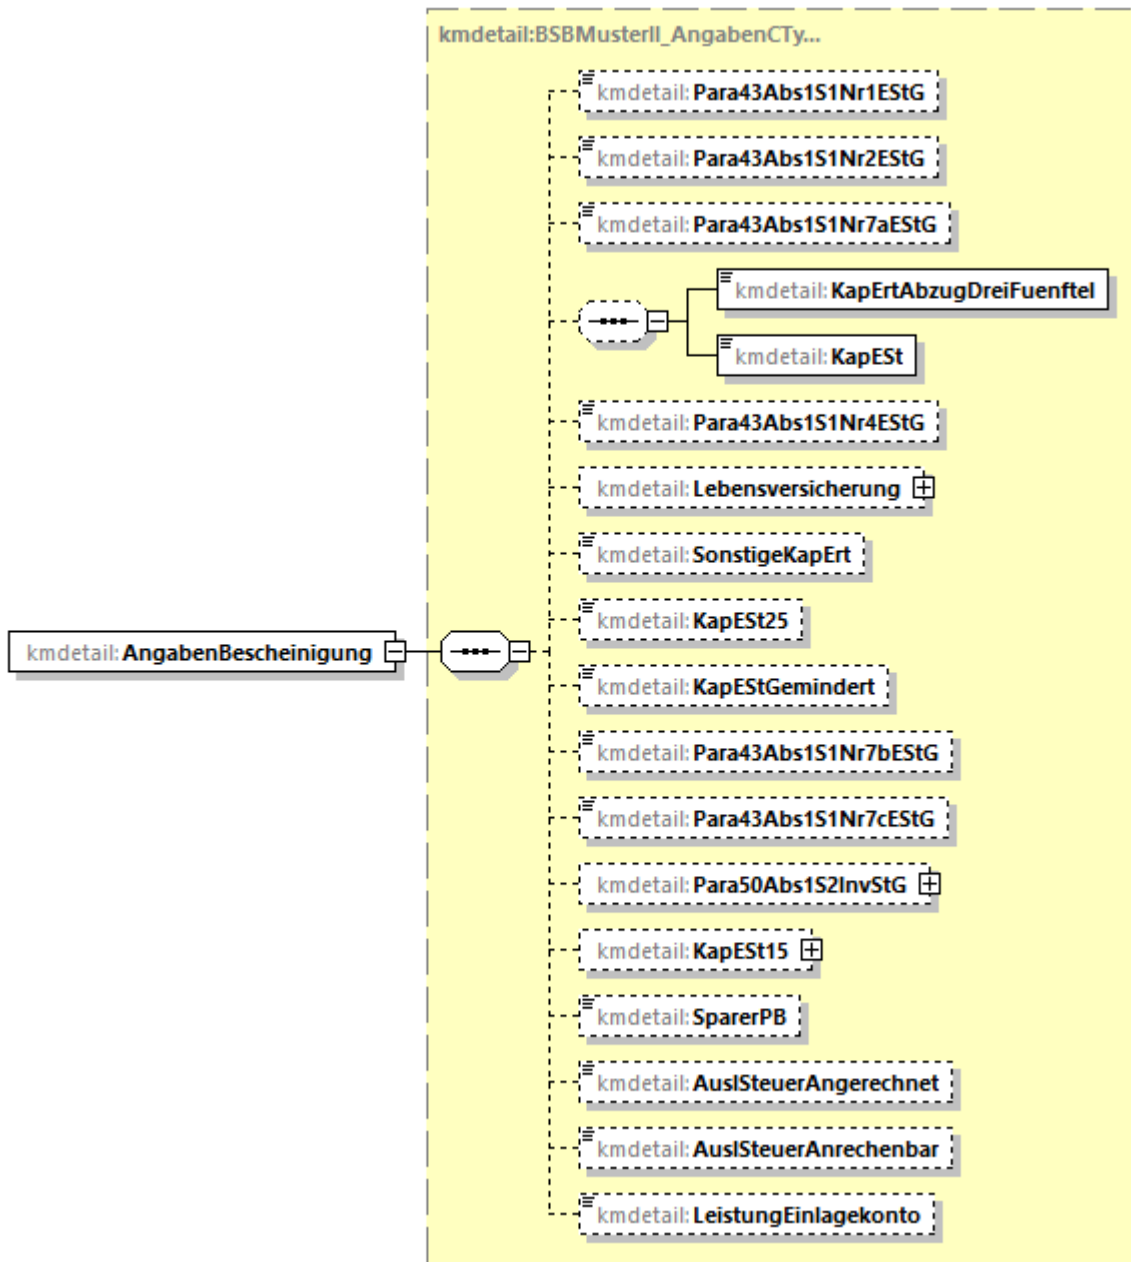 kmdetail:BSBMusterII_AngabenCTy...
kmdetail:Para43Abs1S1Nr1EStG
kmdetail:Para43Abs1S1Nr2EStG
kmdetail:Para43Abs1S1Nr7aEStG
kmdetail:KapErtAbzugDreiFuenftel
kmdetail:KapESt
kmdetail:Para43Abs1S1Nr4EStG
kmdetail:Lebensversicherung
kmdetail:SonstigeKapErt
kmdetail:KapESt25
kmdetail:AngabenBescheinigung
kmdetail:KapEStGemindert
kmdetail:Para43Abs1S1Nr7bEStG
kmdetail:Para43Abs1S1Nr7cEStG
kmdetail:Para50Abs1S2InvStG
kmdetail:KapESt15
kmdetail:SparerPB
kmdetail:AuslSteuerAngerechnet
kmdetail:AuslSteuerAnrechenbar
kmdetail:LeistungEinlagekonto